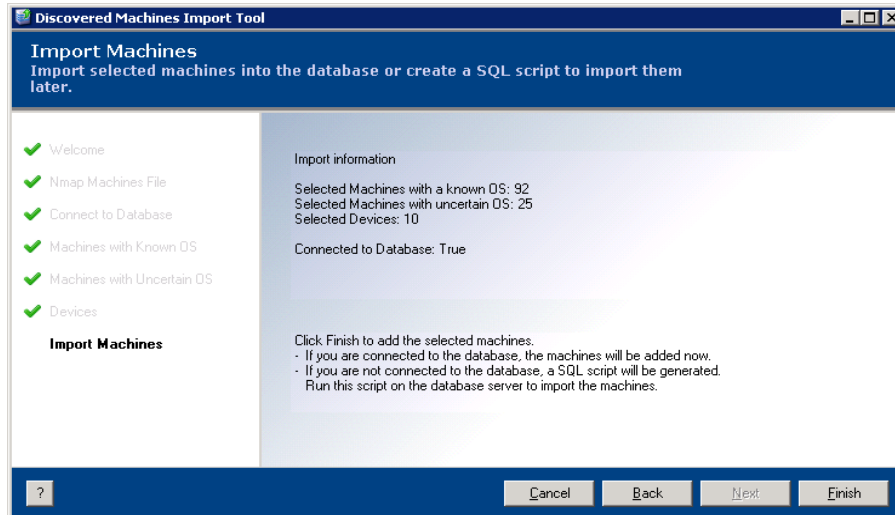 Discovered Machines Import Tool
Import Machines
Import selected machines into the database or create a SQL script to import them
later.
Welcome
Nmap Machines File
Connect to Database
Machines with Known OS
Machines with Uncertain OS
Devices
Import Machines
Import information
Selected Machines with a known OS: 92
Selected Machines with uncertain OS: 25
Selected Devices: 10
Connected to Database: True
Click Finish to add the selected machines.
- If you are connected to the database, the machines will be added now.
- If you are not connected to the database, a SQL script will be generated.
Run this script on the database server to import the machines.
? Cancel Back Next Finish